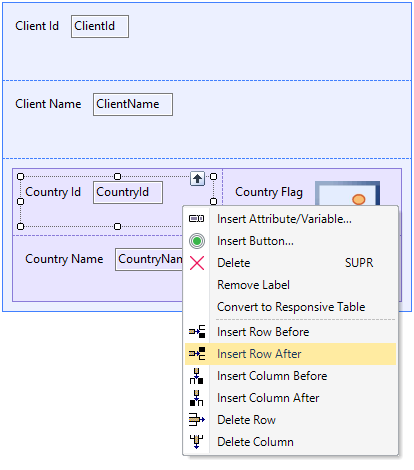 Client Id ClientId
Client Name ClientName
Country Id CountryId Country Flag
Country Name CountryNam
Insert Attribute/Variable...
Insert Button...
Delete SUPR
Remove Label
Convert to Responsive Table
Insert Row Before
Insert Row After
Insert Column Before
Insert Column After
Delete Row
Delete Column